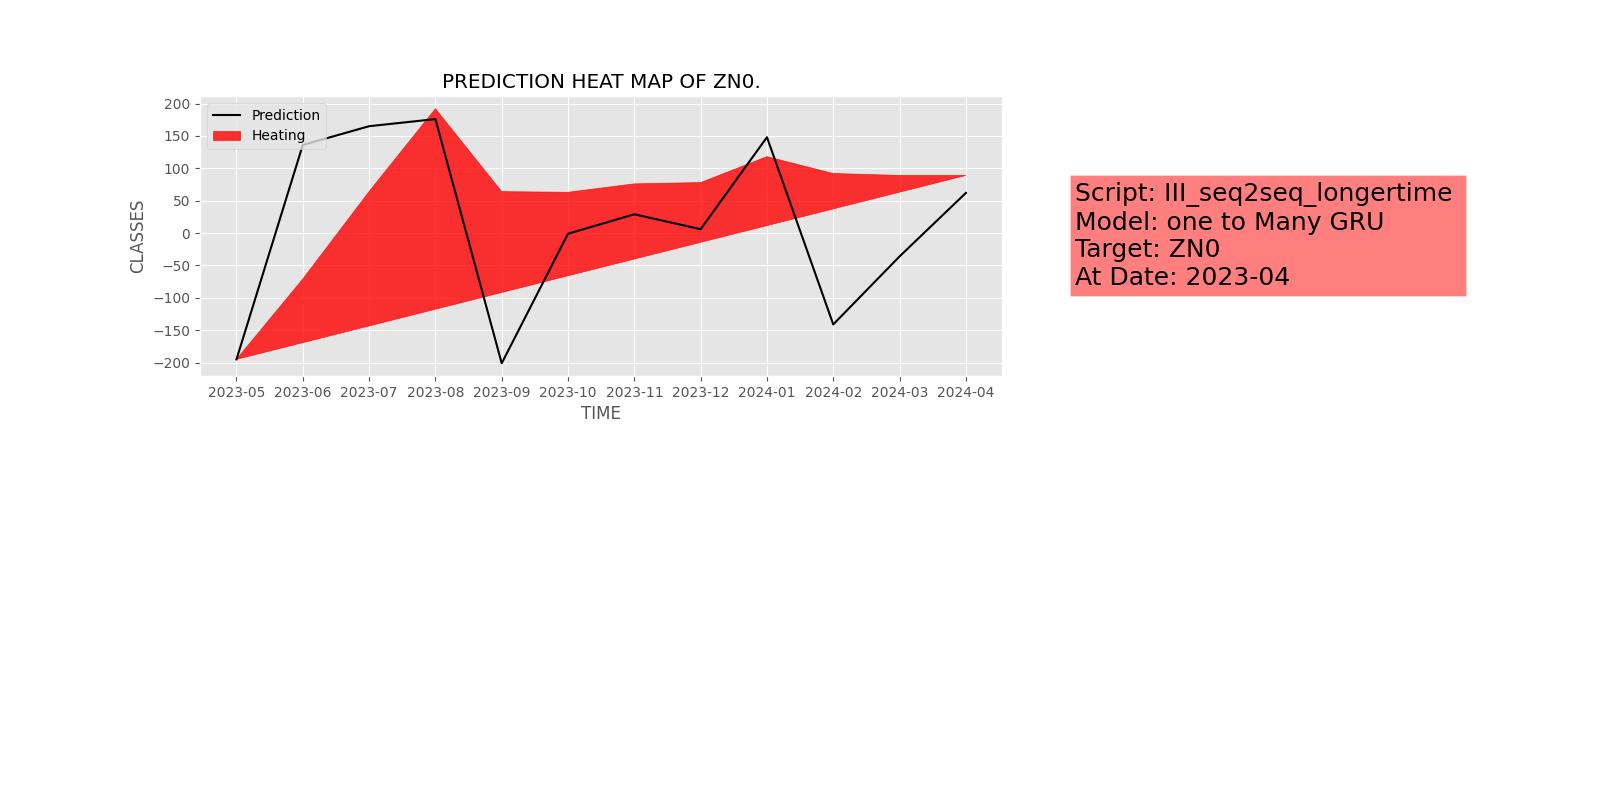 PREDICTION HEAT MAP OF ZN0.
Prediction
Heating
CLASSES
200
150
100
50
0
−50
−100
−150
−200
2023-05 2023-06 2023-07 2023-08 2023-09 2023-10 2023-11 2023-12 2024-01 2024-02 2024-03 2024-04
TIME
Script: III_seq2seq_longertime
Model: one to Many GRU
Target: ZN0
At Date: 2023-04